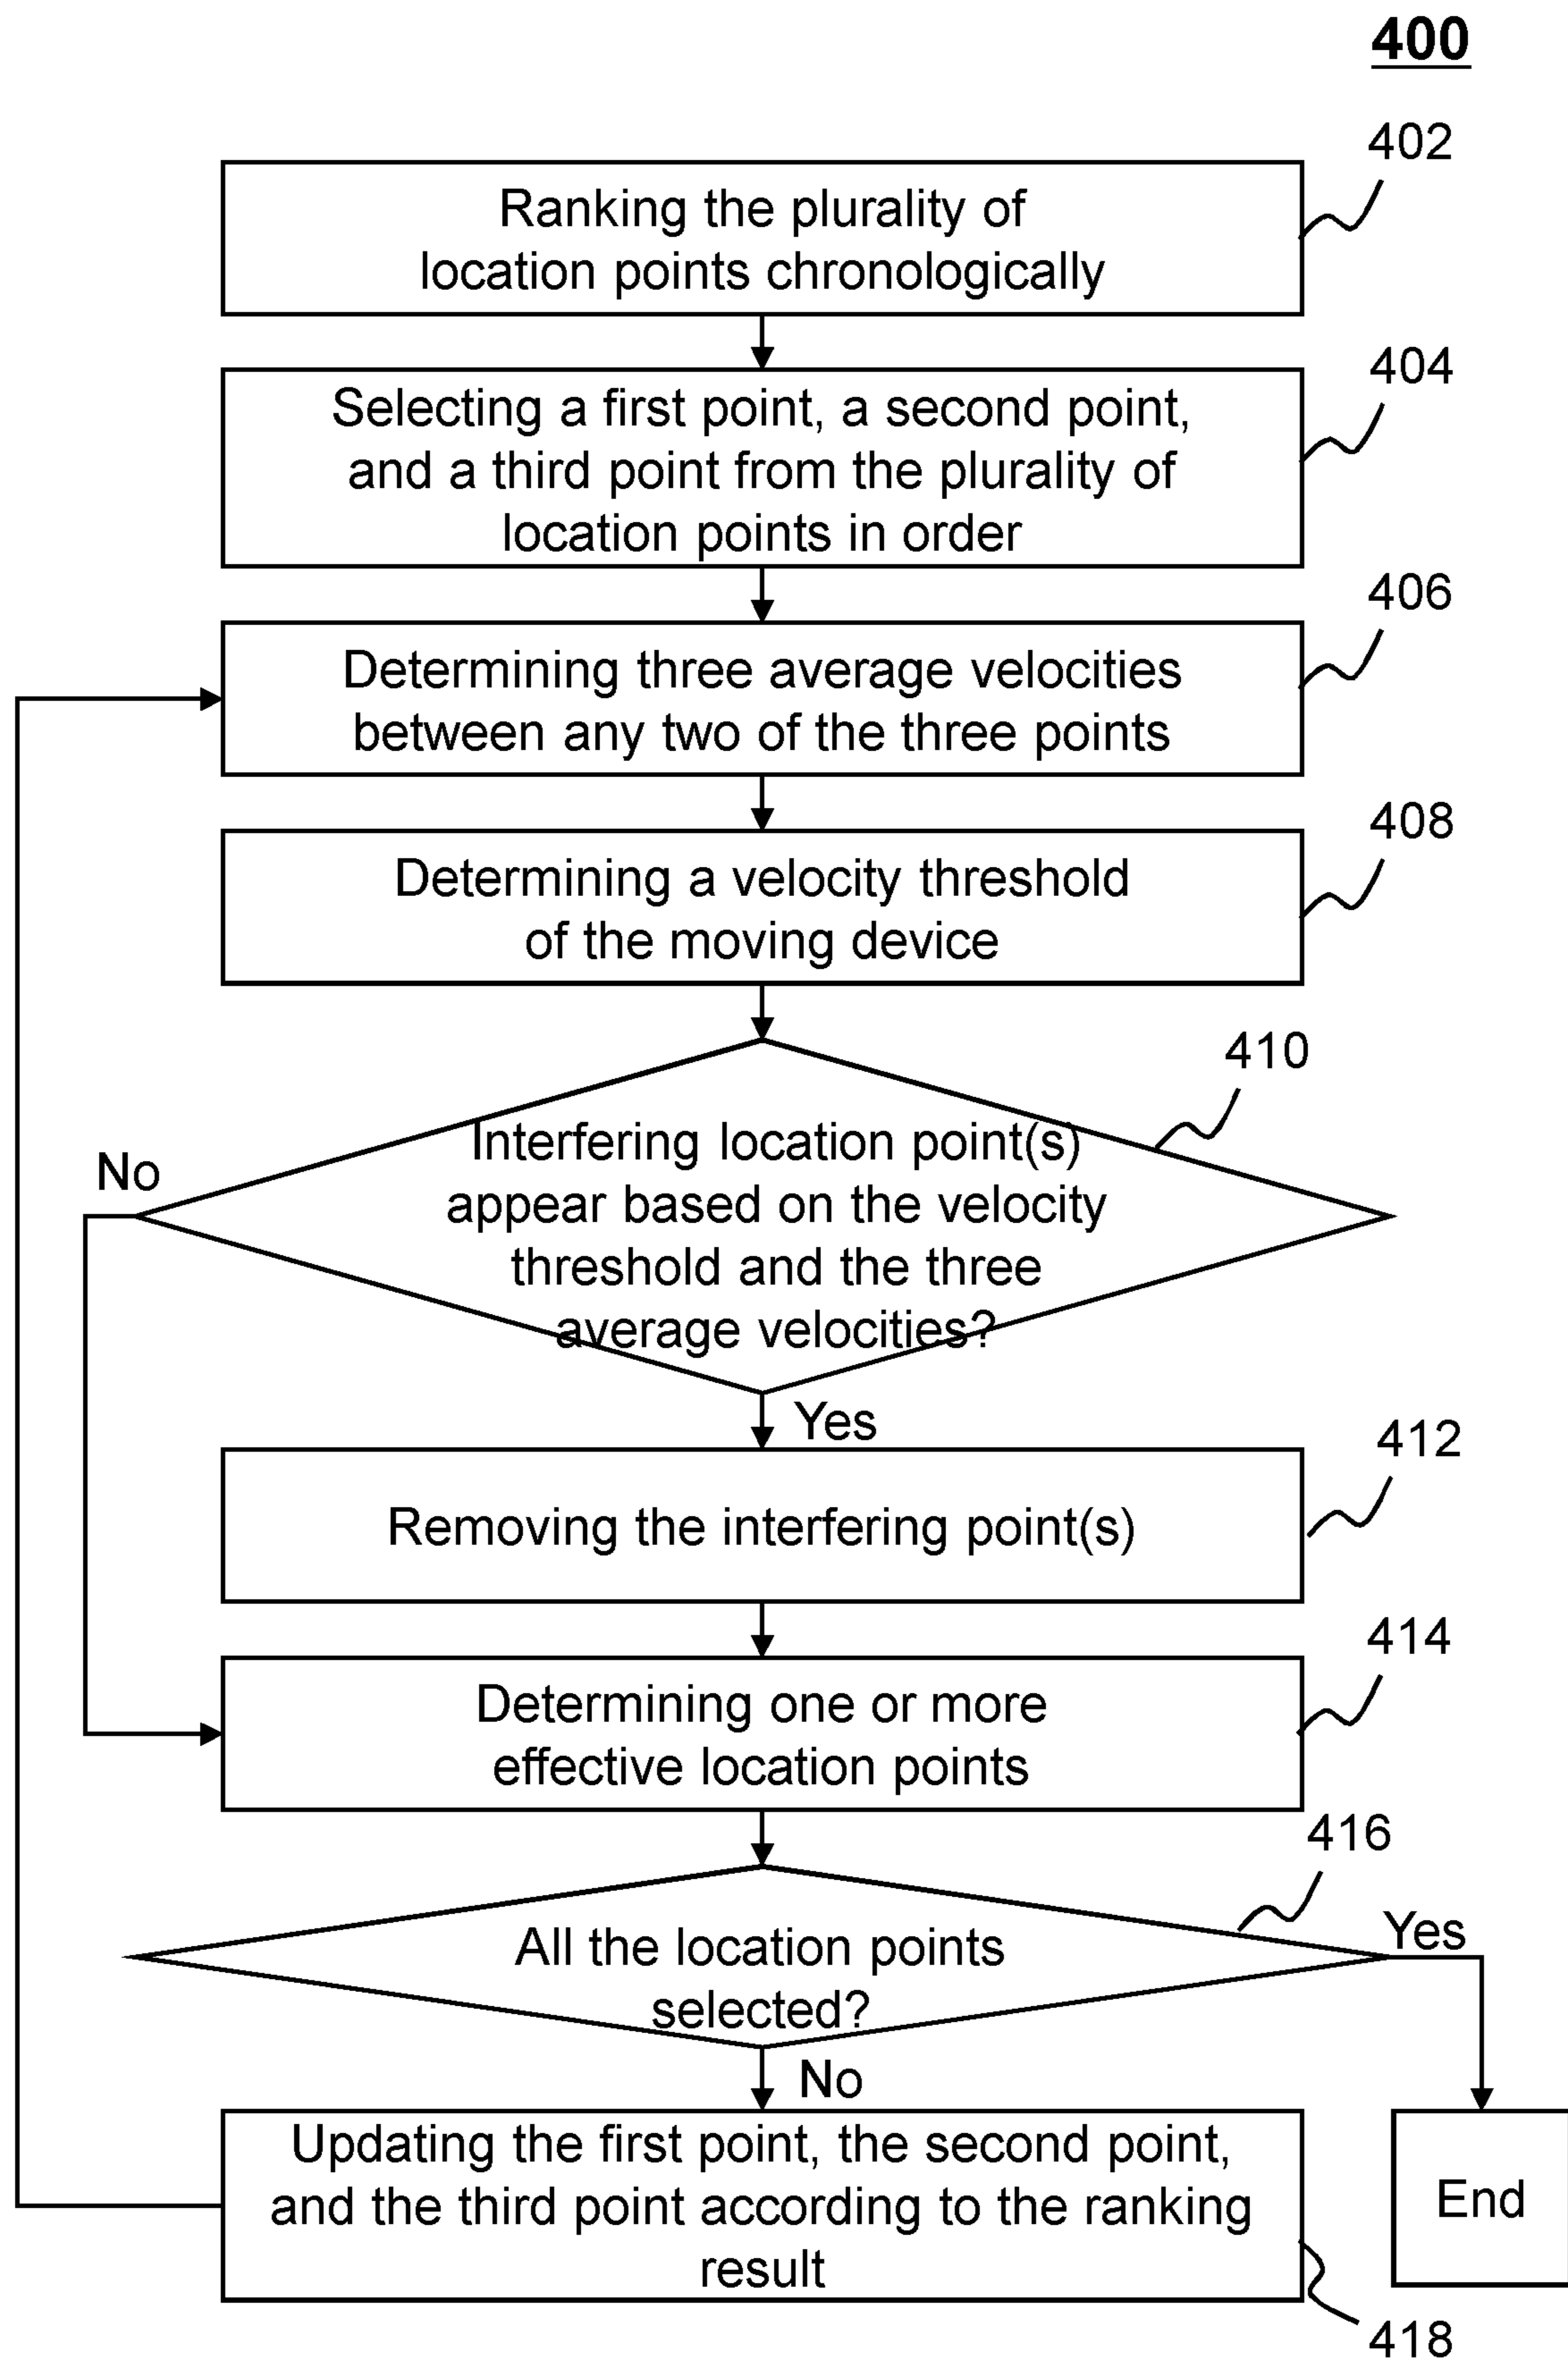 400
402
Ranking the plurality of
location points chronologically
404
Selecting a first point, a second point,
and a third point from the plurality of
location points in order
406
Determining three average velocities
between any two of the three points
408
Determining a velocity threshold
of the moving device
410
Interfering location point(s)
appear based on the velocity
threshold and the three
average velocities?
No
Yes
412
Removing the interfering point(s)
414
Determining one or more
effective location points
416
All the location points
selected?
Yes
No
Updating the first point, the second point,
and the third point according to the ranking
result
End
418